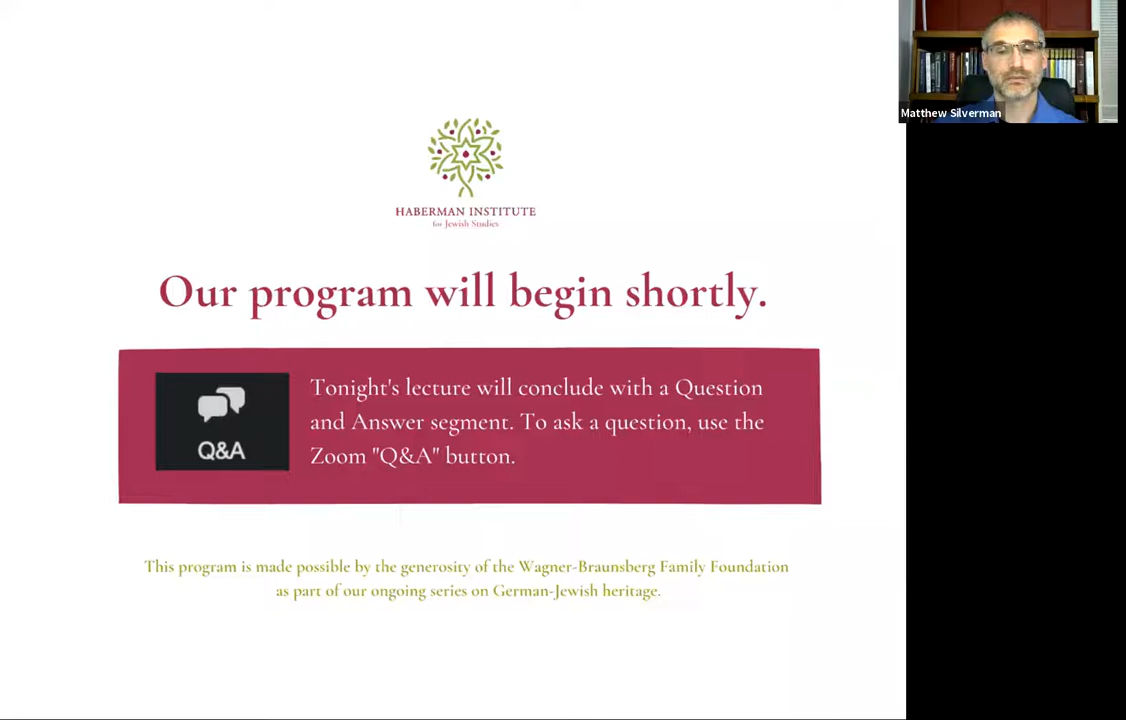 Matthew Silverman
HABERMAN INSTITUTE
for Jewish Studies
Our program will begin shortly.
Q&A
Tonight's lecture will conclude with a Question
and Answer segment. To ask a question, use the
Zoom "Q&A" button.
This program is made possible by the generosity of the Wagner-Braunsberg Family Foundation
as part of our ongoing series on German-Jewish heritage.